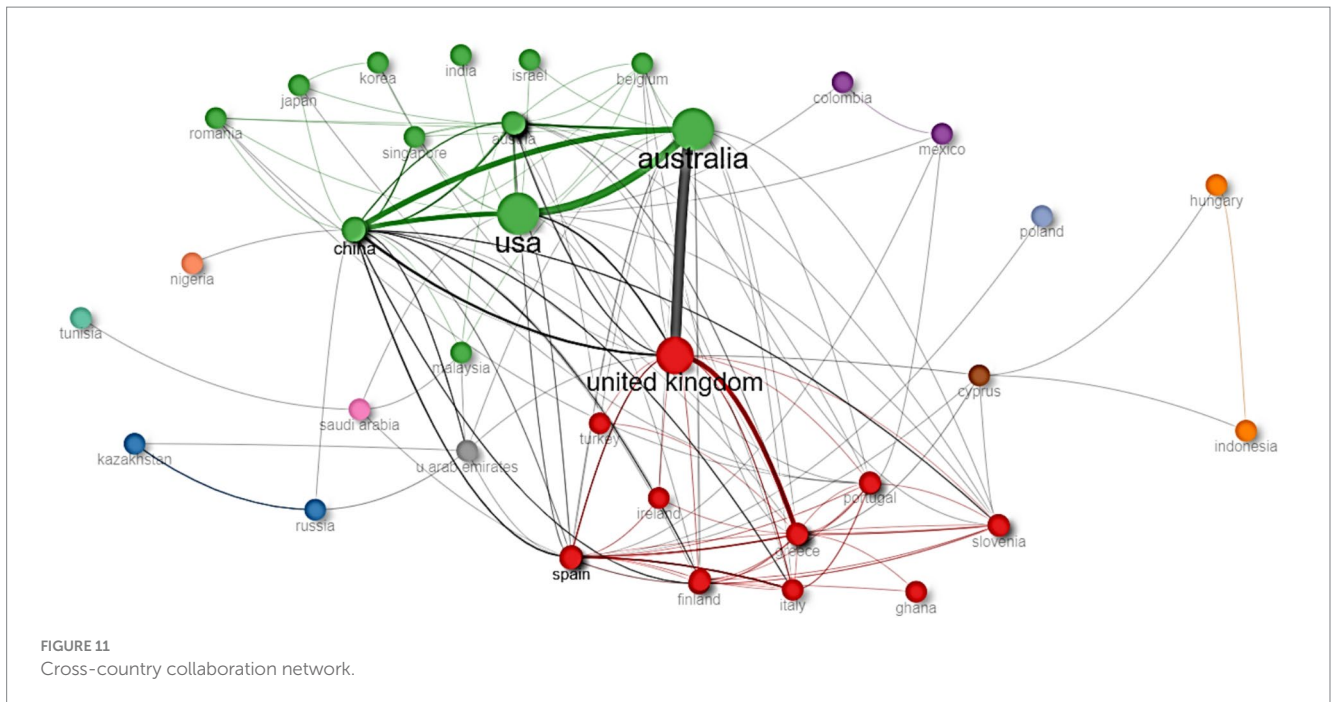 korea
india
israel
belgium
japan
colombia
romania
singapore
austria
australia
mexico
hungary
poland
usa
china
nigeria
tunisia
malaysia
united kingdom
cyprus
saudi arabia
turkey
kazakhstan
u arab emirates
indonesia
portugal
ireland
russia
greece
slovenia
spain
finland
italy
ghana
FIGURE 11
Cross-country collaboration network.